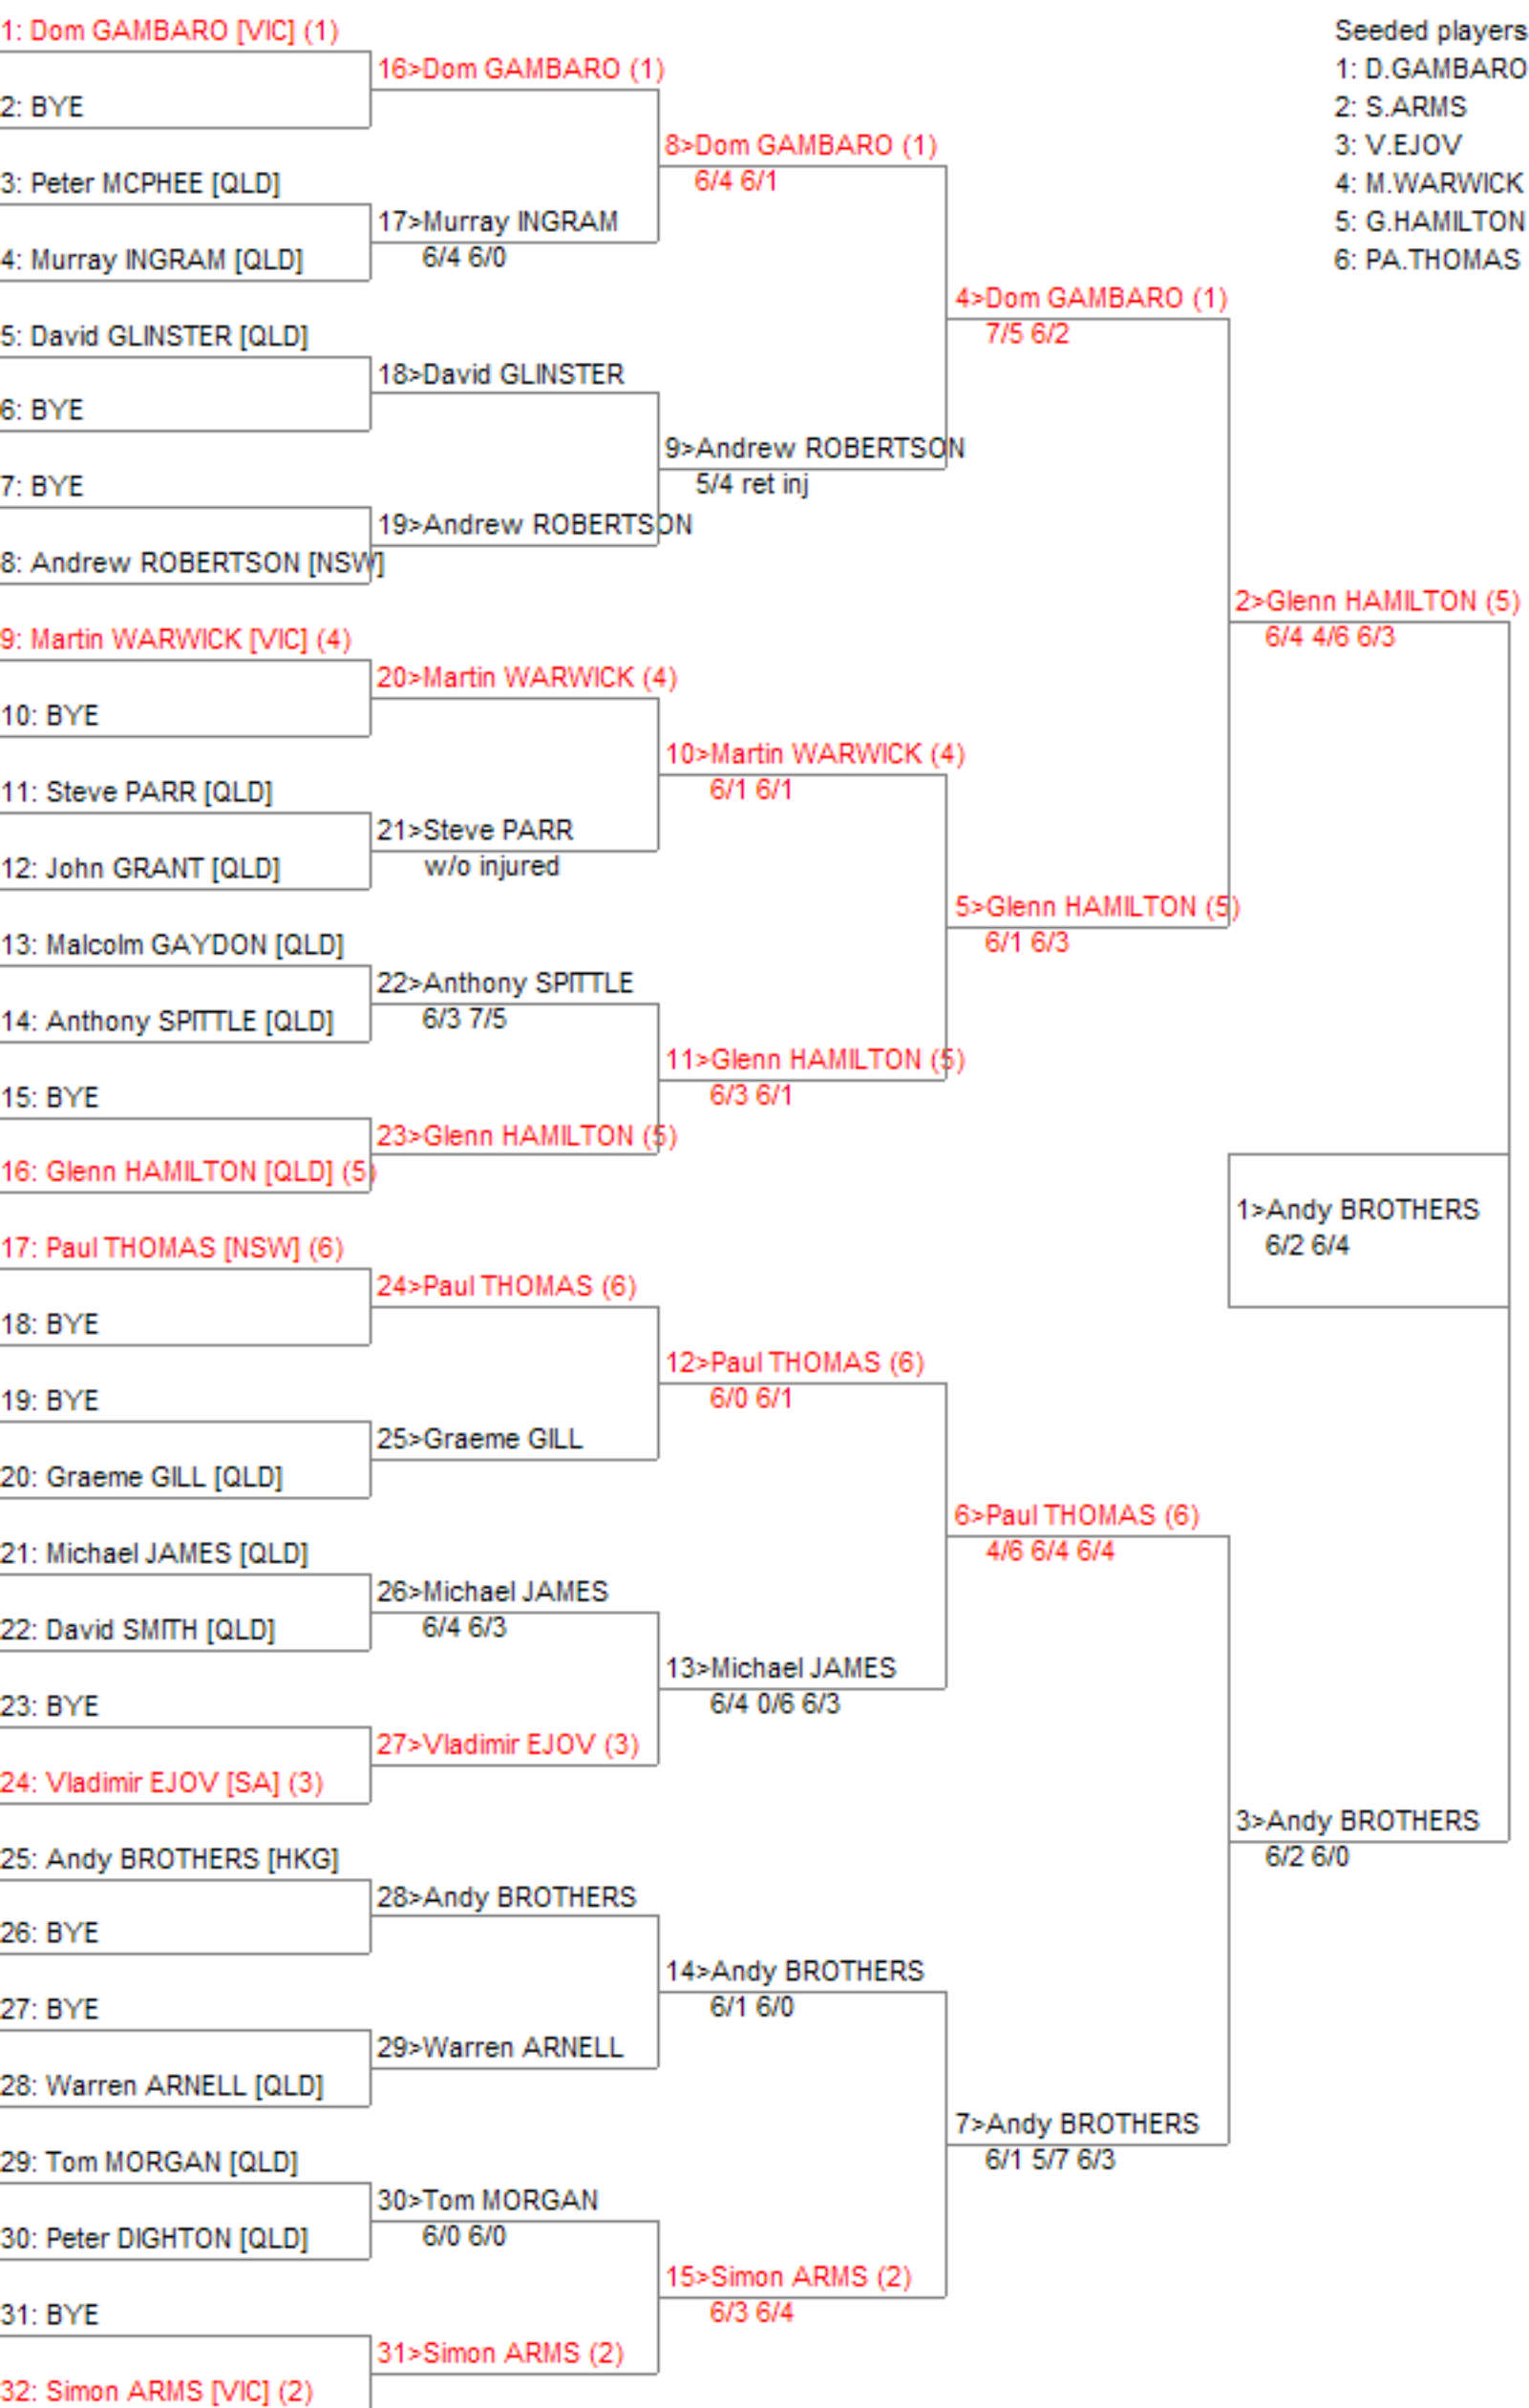 1: Dom GAMBARO [VIC] (1)
2: BYE
3: Peter MCPHEE [QLD]
4: Murray INGRAM [QLD]
5: David GLINSTER [QLD]
6: BYE
7: BYE
8: Andrew ROBERTSON [NSW]
9: Martin WARWICK [VIC] (4)
10: BYE
11: Steve PARR [QLD]
12: John GRANT [QLD]
13: Malcolm GAYDON [QLD]
14: Anthony SPITTLE [QLD]
15: BYE
16: Glenn HAMILTON [QLD] (5)
17: Paul THOMAS [NSW] (6)
18: BYE
19: BYE
20: Graeme GILL [QLD]
21: Michael JAMES [QLD]
22: David SMITH [QLD]
23: BYE
24: Vladimir EJOV [SA] (3)
25: Andy BROTHERS [HKG]
26: BYE
27: BYE
28: Warren ARNELL [QLD]
29: Tom MORGAN [QLD]
30: Peter DIGHTON [QLD]
31: BYE
32: Simon ARMS [VIC] (2)
16>Dom GAMBARO (1)
17>Murray INGRAM
6/4 6/0
18>David GLINSTER
19>Andrew ROBERTSON
20>Martin WARWICK (4)
21>Steve PARR
w/o injured
22>Anthony SPITTLE
6/3 7/5
23>Glenn HAMILTON (5)
24>Paul THOMAS (6)
25>Graeme GILL
26>Michael JAMES
6/4 6/3
27>Vladimir EJOV (3)
28>Andy BROTHERS
29>Warren ARNELL
30>Tom MORGAN
6/0 6/0
31>Simon ARMS (2)
8>Dom GAMBARO (1)
6/4 6/1
9>Andrew ROBERTSON
5/4 ret inj
10>Martin WARWICK (4)
6/1 6/1
11>Glenn HAMILTON (5)
6/3 6/1
12>Paul THOMAS (6)
6/0 6/1
13>Michael JAMES
6/4 0/6 6/3
14>Andy BROTHERS
6/1 6/0
15>Simon ARMS (2)
6/3 6/4
4>Dom GAMBARO (1)
7/5 6/2
5>Glenn HAMILTON (5)
6/1 6/3
6>Paul THOMAS (6)
4/6 6/4 6/4
7>Andy BROTHERS
6/1 5/7 6/3
2>Glenn HAMILTON (5)
6/4 4/6 6/3
3>Andy BROTHERS
6/2 6/0
1>Andy BROTHERS
6/2 6/4
Seeded players
1: D.GAMBARO
2: S.ARMS
3: V.EJOV
4: M.WARWICK
5: G.HAMILTON
6: PA.THOMAS